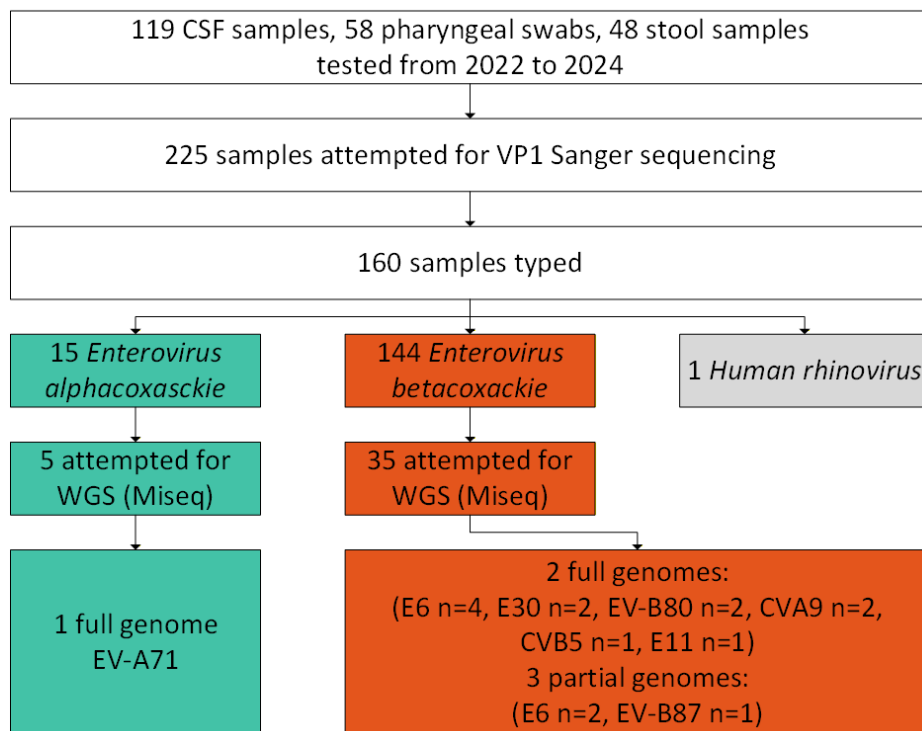 119 CSF samples, 58 pharyngeal swabs, 48 stool samples
tested from 2022 to 2024
225 samples attempted for VP1 Sanger sequencing
160 samples typed
15 Enterovirus
alphacoxasckie
144 Enterovirus
betacoxackie
1 Human rhinovirus
5 attempted for
WGS (Miseq)
35 attempted for
WGS (Miseq)
1 full genome
EV-A71
2 full genomes:
(E6 n=4, E30 n=2, EV-B80 n=2, CVA9 n=2,
CVB5 n=1, E11 n=1)
3 partial genomes:
(E6 n=2, EV-B87 n=1)